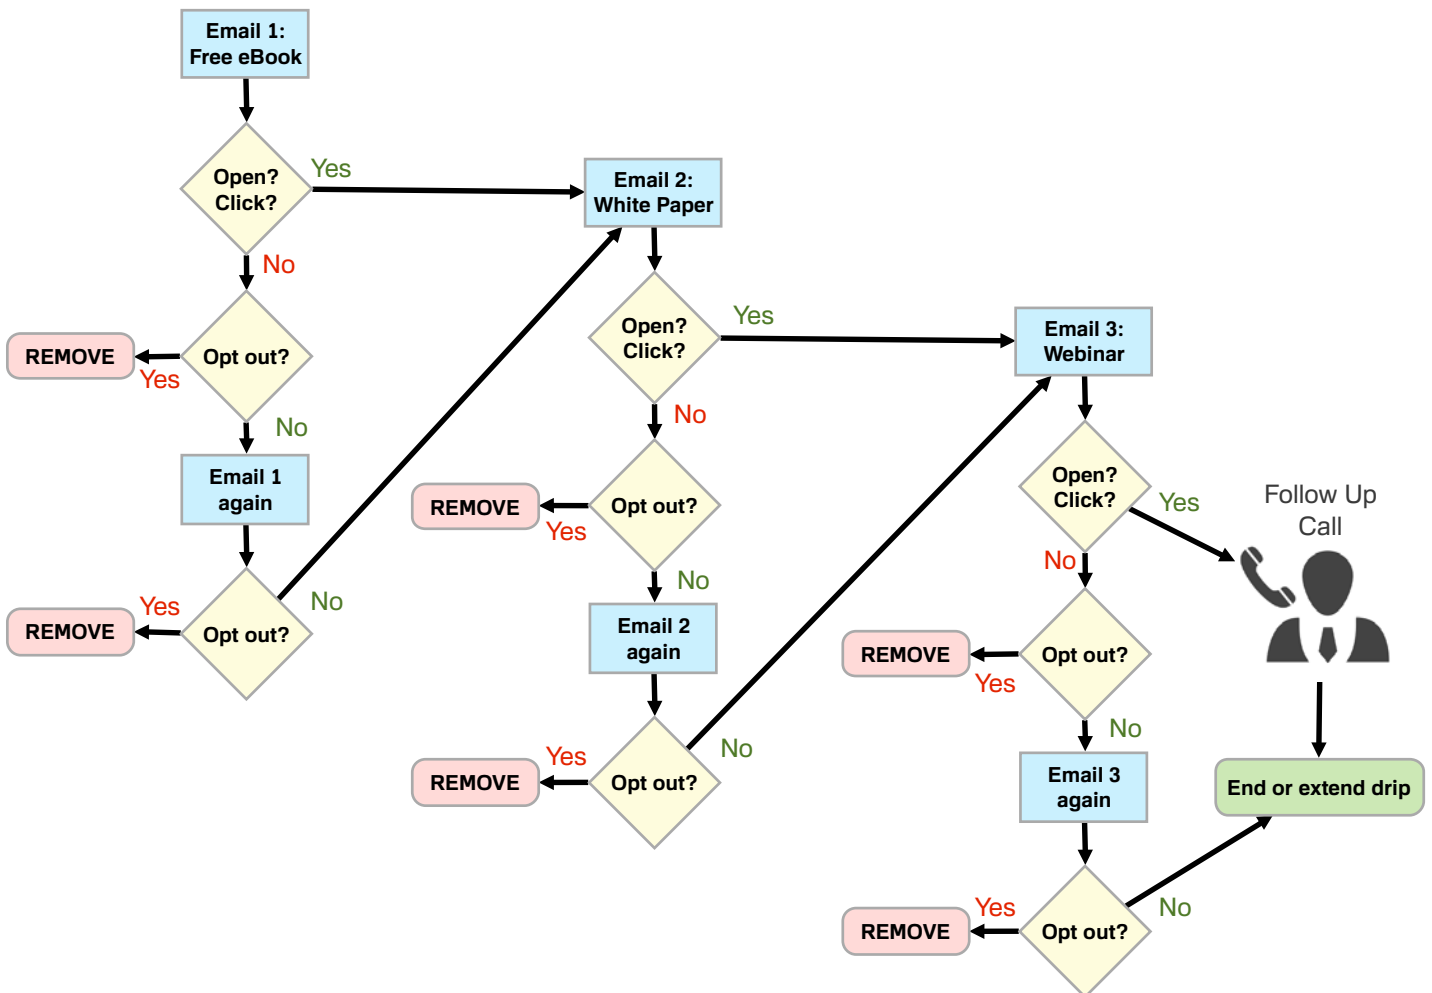 Email 1:
Free eBook
Open?
Click?
Yes
No
Opt out?
REMOVE
Yes
No
Email 1
again
Opt out?
Yes
REMOVE
No
Email 2:
White Paper
Open?
Click?
Yes
No
Opt out?
REMOVE
Yes
No
Email 2
again
Opt out?
Yes
REMOVE
No
Email 3:
Webinar
Open?
Click?
Yes
No
Follow Up
Call
Opt out?
REMOVE
Yes
No
Email 3
again
End or extend drip
Opt out?
Yes
REMOVE
No